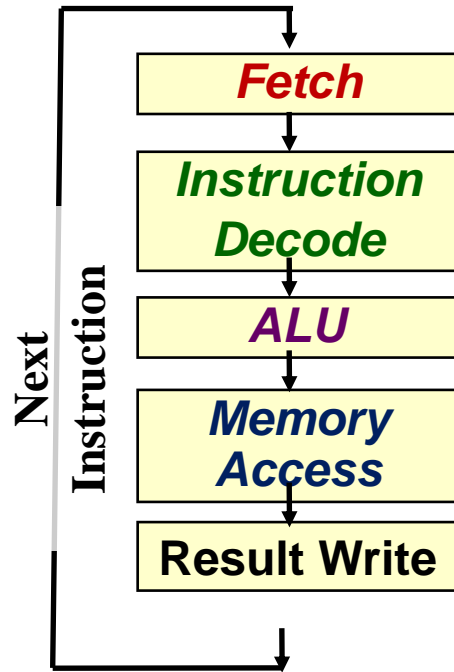 Fetch
Instruction
Decode
ALU
Memory
Access
Result Write
Next
Instruction